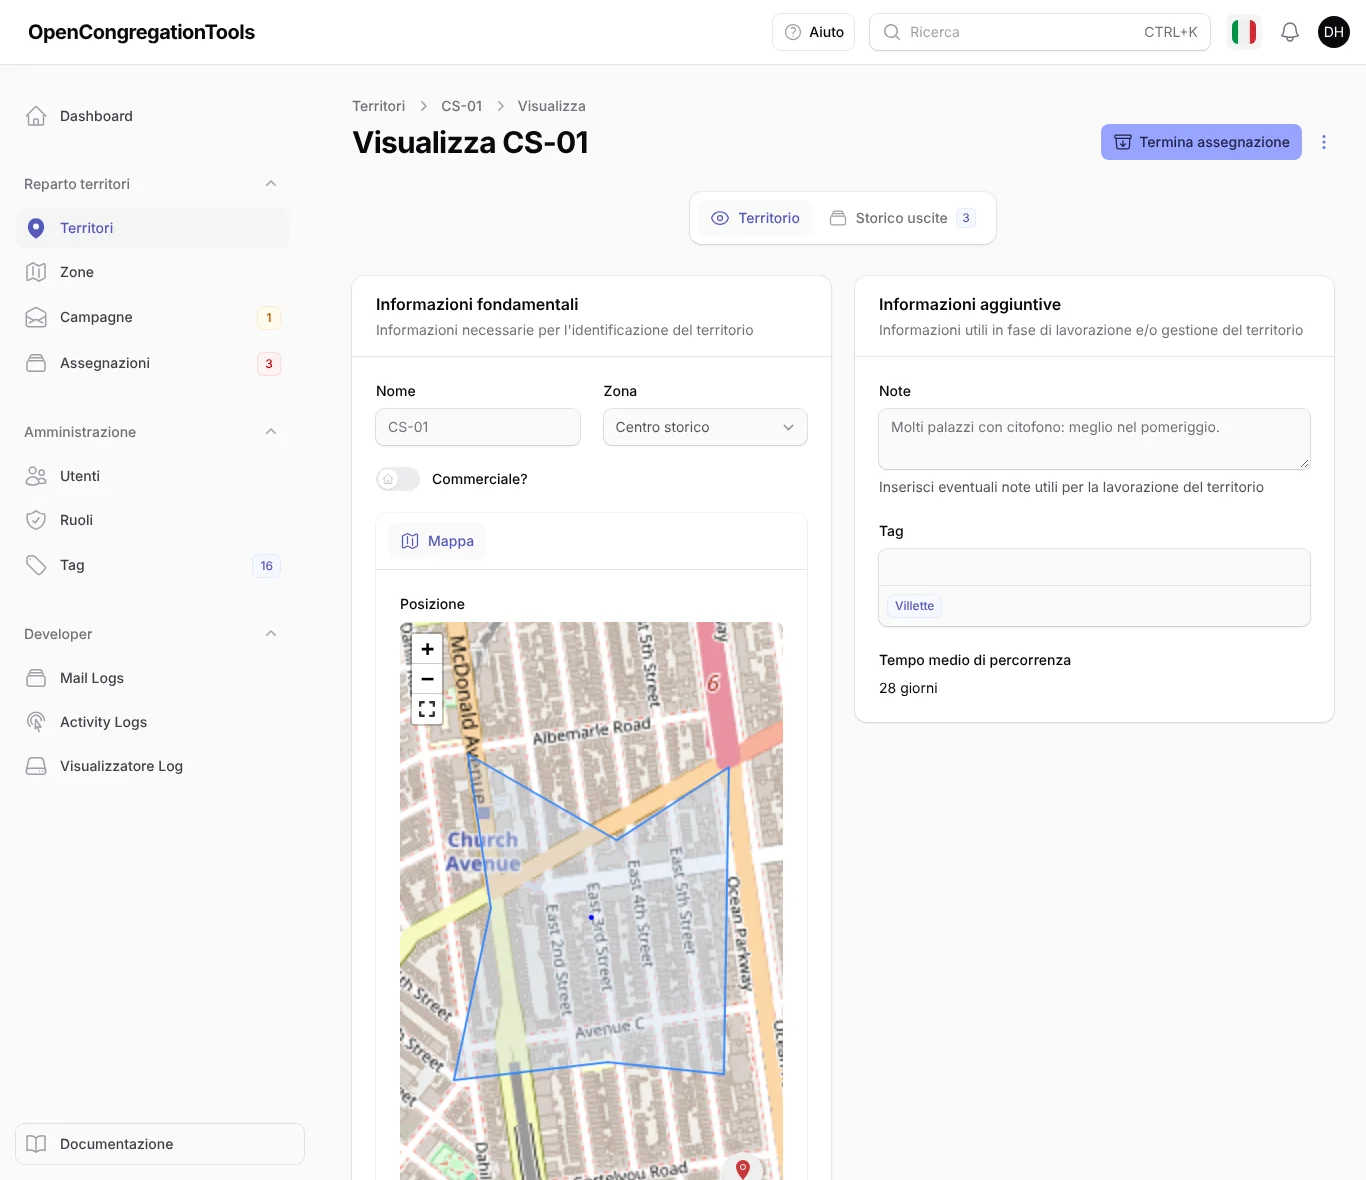 OpenCongregationTools
Aiuto
Ricerca
CTRL+K
DH
Dashboard
Reparto territori
Territori
Zone
Campagne
1
Assegnazioni
3
Amministrazione
Utenti
Ruoli
Tag
16
Developer
Mail Logs
Activity Logs
Visualizzatore Log
Documentazione
Territori
CS-01
Visualizza
Visualizza CS-01
Termina assegnazione
Territorio
Storico uscite
3
Informazioni fondamentali
Informazioni necessarie per l'identificazione del territorio
Nome
CS-01
Zona
Centro storico
Commerciale?
Mappa
Posizione
+
−
McDonald Avenue
Albemarle Road
6
Church
Avenue
East 2nd Street
East 3rd Street
East 4th Street
East 5th Street
Ocean Parkway
Avenue C
Informazioni aggiuntive
Informazioni utili in fase di lavorazione e/o gestione del territorio
Note
Molti palazzi con citofono: meglio nel pomeriggio.
Inserisci eventuali note utili per la lavorazione del territorio
Tag
Villette
Tempo medio di percorrenza
28 giorni